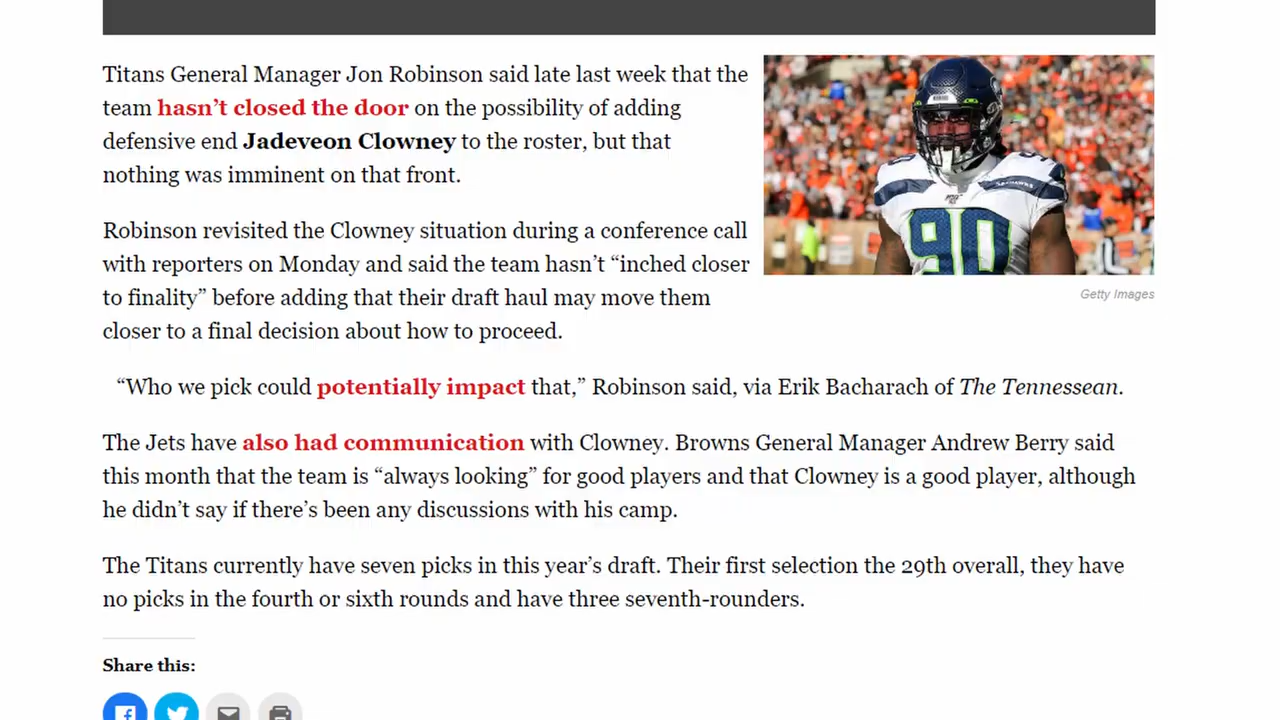 Titans General Manager Jon Robinson said late last week that the
team hasn’t closed the door on the possibility of adding
defensive end Jadeveon Clowney to the roster, but that
nothing was imminent on that front.
Robinson revisited the Clowney situation during a conference call
with reporters on Monday and said the team hasn’t “inched closer
to finality” before adding that their draft haul may move them
closer to a final decision about how to proceed.
90
SEAHAWKS
Getty Images
“Who we pick could potentially impact that,” Robinson said, via Erik Bacharach of The Tennessean.
The Jets have also had communication with Clowney. Browns General Manager Andrew Berry said
this month that the team is “always looking” for good players and that Clowney is a good player, although
he didn’t say if there’s been any discussions with his camp.
The Titans currently have seven picks in this year’s draft. Their first selection the 29th overall, they have
no picks in the fourth or sixth rounds and have three seventh-rounders.
Share this: